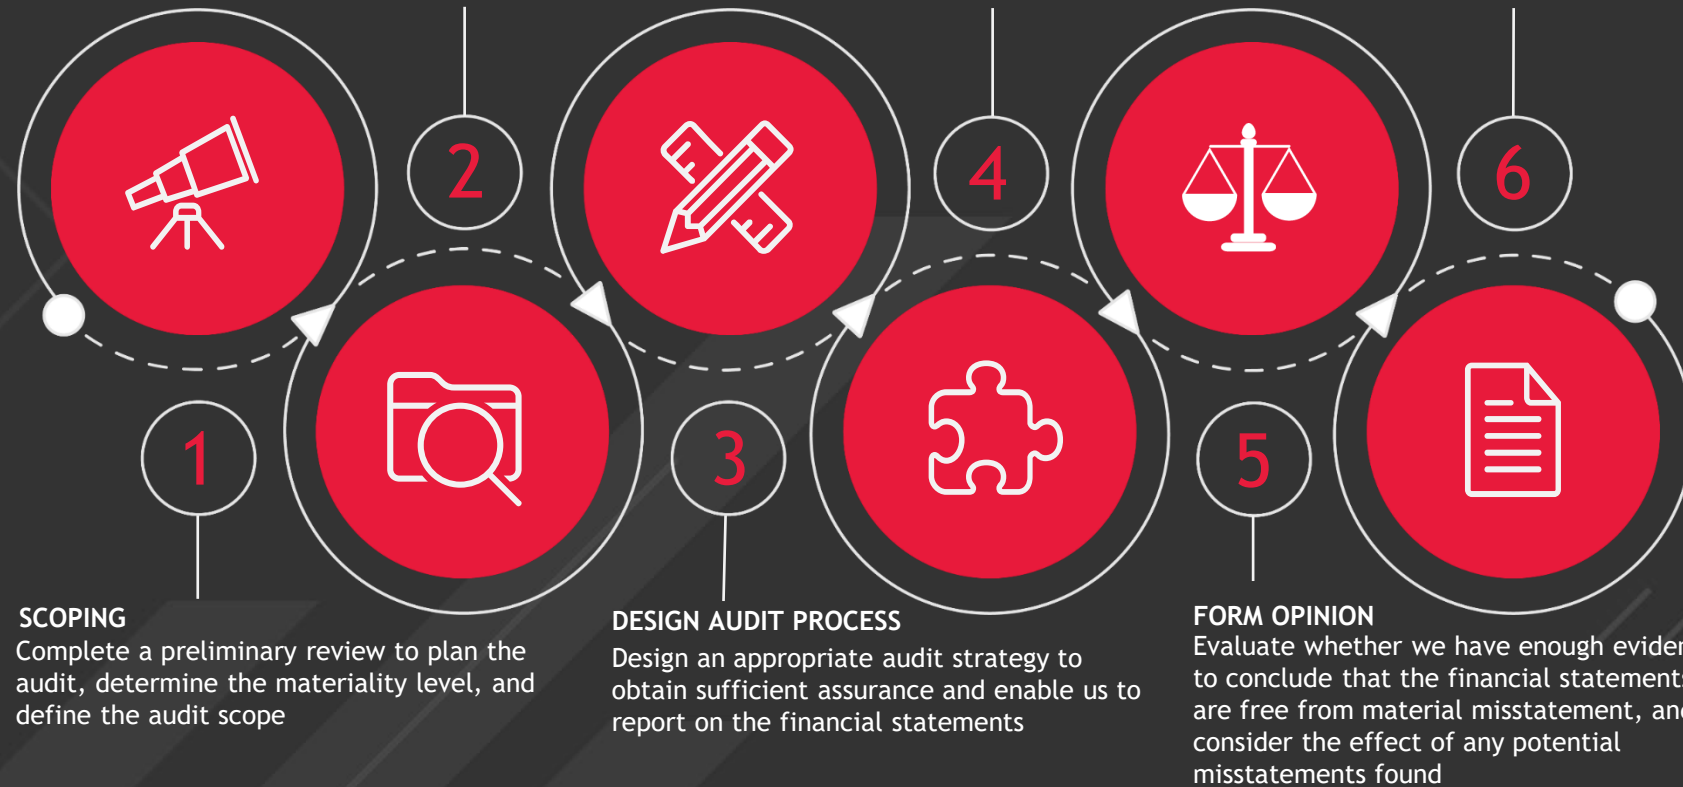 2
4
6
1
3
5
SCOPING
Complete a preliminary review to plan the
audit, determine the materiality level, and
define the audit scope
DESIGN AUDIT PROCESS
Design an appropriate audit strategy to
obtain sufficient assurance and enable us to
report on the financial statements
FORM OPINION
Evaluate whether we have enough
to conclude that the financial statements
are free from material misstatement, and
consider the effect of any potential
misstatements found